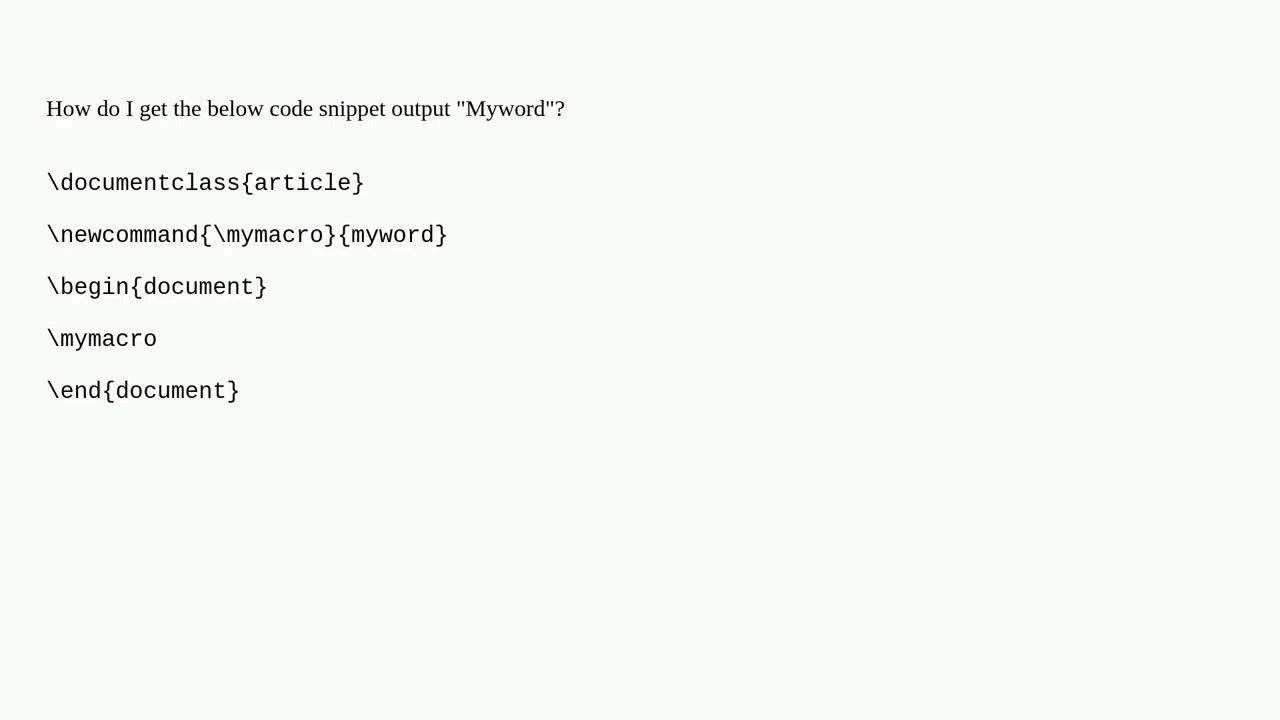 How do I get the below code snippet output "Myword"?
\documentclass{article}
\newcommand{\mymacro}{myword}
\begin{document}
\mymacro
\end{document}